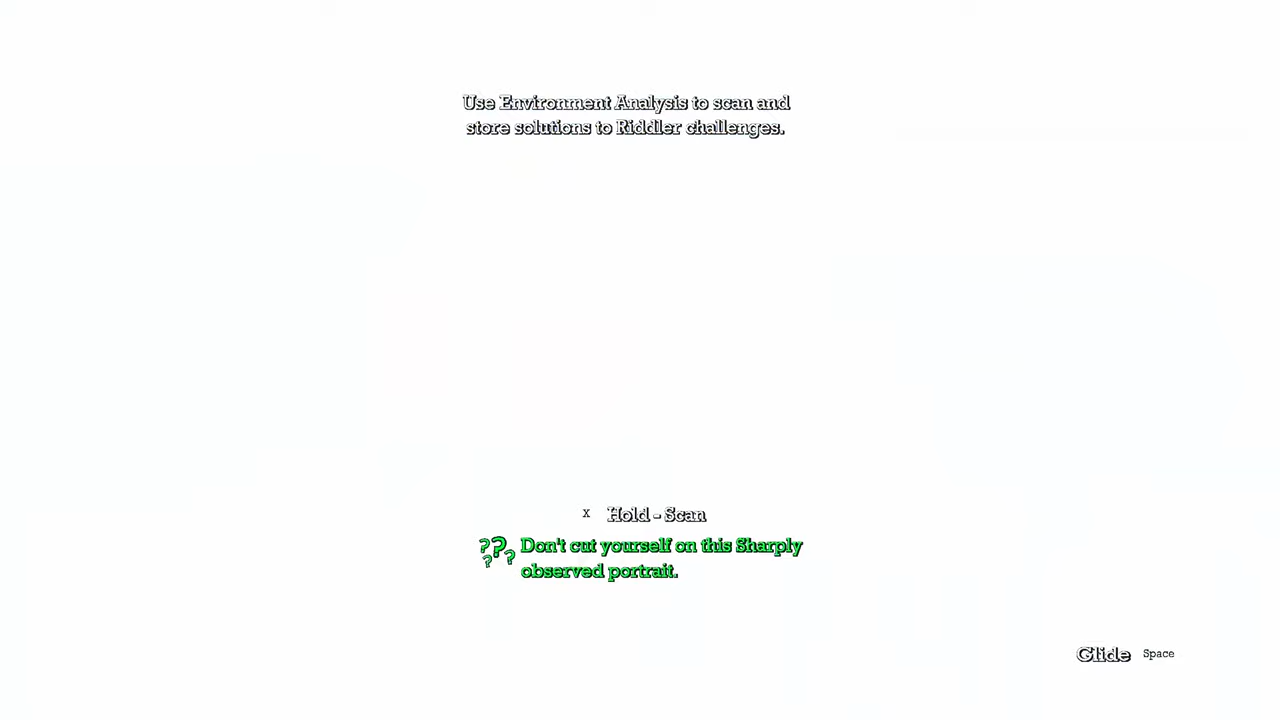 Use Environment Analysis to scan and
store solutions to Riddler challenges.
X Hold - Scan
??? Don't cut yourself on this Sharply
? observed portrait.
Glide Space